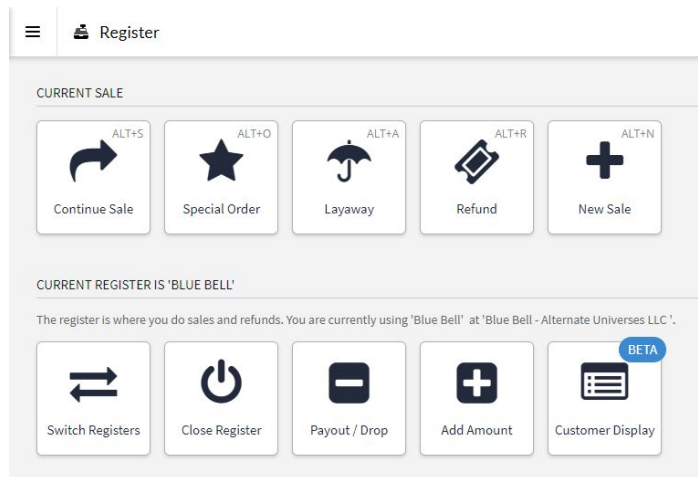 Register
CURRENT SALE
ALT+S
Continue Sale
ALT+O
Special Order
ALT+A
Layaway
ALT+R
Refund
ALT+N
New Sale
CURRENT REGISTER IS 'BLUE BELL'
The register is where you do sales and refunds. You are currently using 'Blue Bell' at 'Blue Bell - Alternate Universes LLC '.
Switch Registers
Close Register
Payout / Drop
Add Amount
BETA
Customer Display